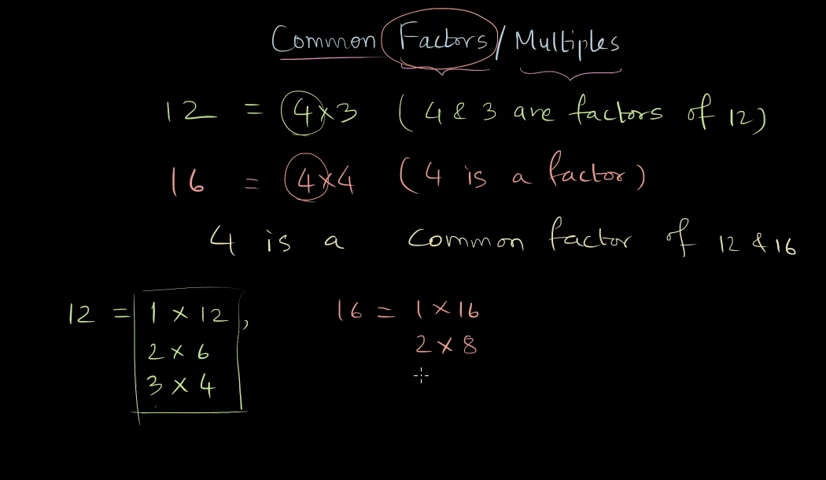 Common Factors / Multiples
12 = 4×3 (4 & 3 are factors of 12)
16 = 4×4 (4 is a factor)
4 is a common factor of 12 & 16
12 = 1 × 12, 16 = 1 × 16
2 × 6 2 × 8
3 × 4